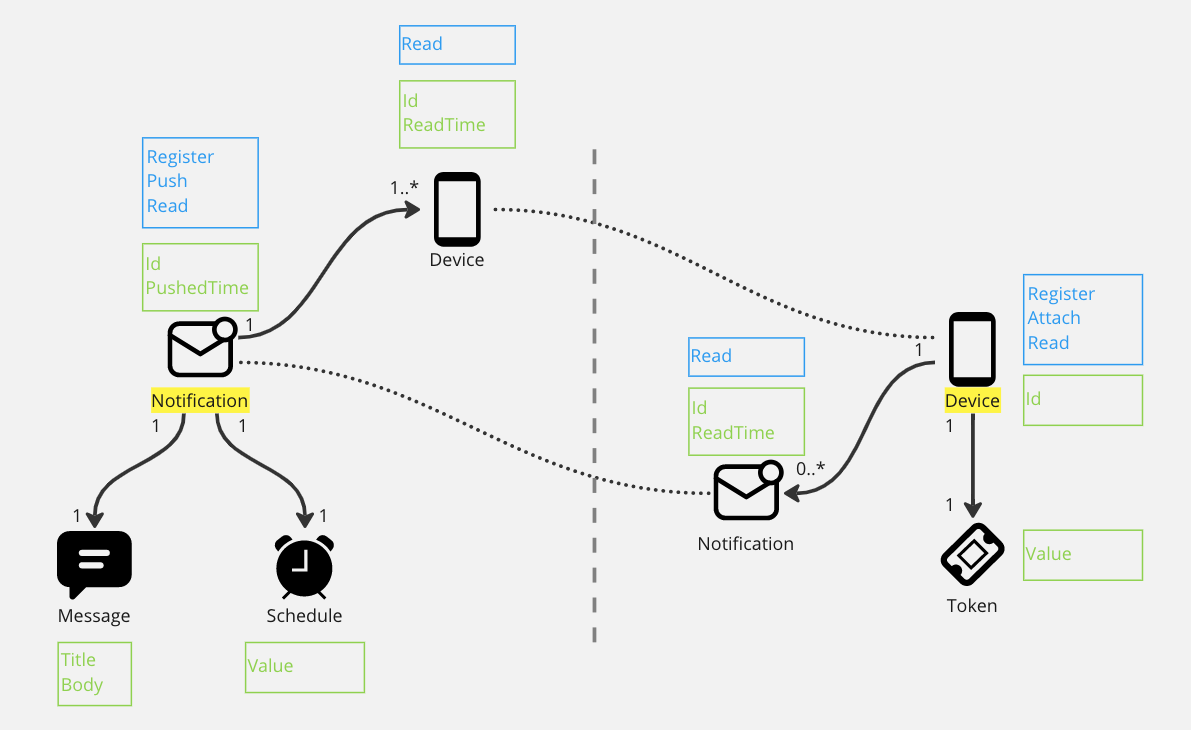 Read
Id
ReadTime
Register
Push
Read
1..*
Device
Id
PushedTime
1
Notification
1
1
1
1
Message
Schedule
Title
Body
Value
Register
Attach
Read
1
Device
Id
Read
Id
ReadTime
0..*
Notification
1
1
Value
Token